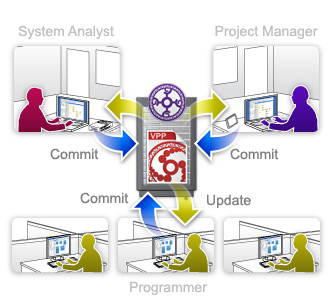 System Analyst
Project Manager
VPP
Commit
Commit
Commit
Update
Programmer